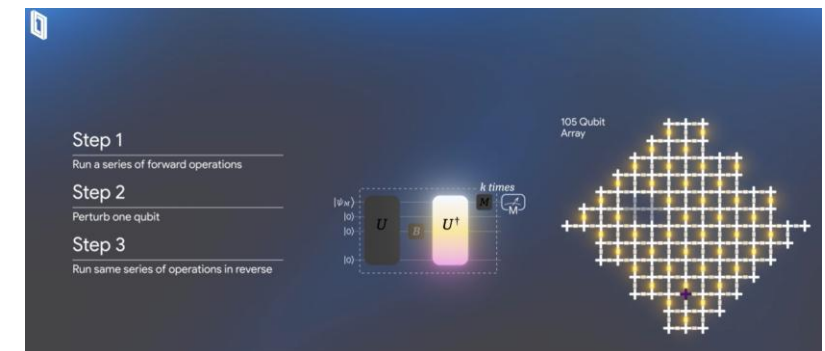 Step 1
Run a series of forward operations
Step 2
Perturb one qubit
Step 3
Run same series of operations in reverse
k times
|ψM⟩
|0⟩
|0⟩
|0⟩
U
B
U†
M
M
105 Qubit
Array